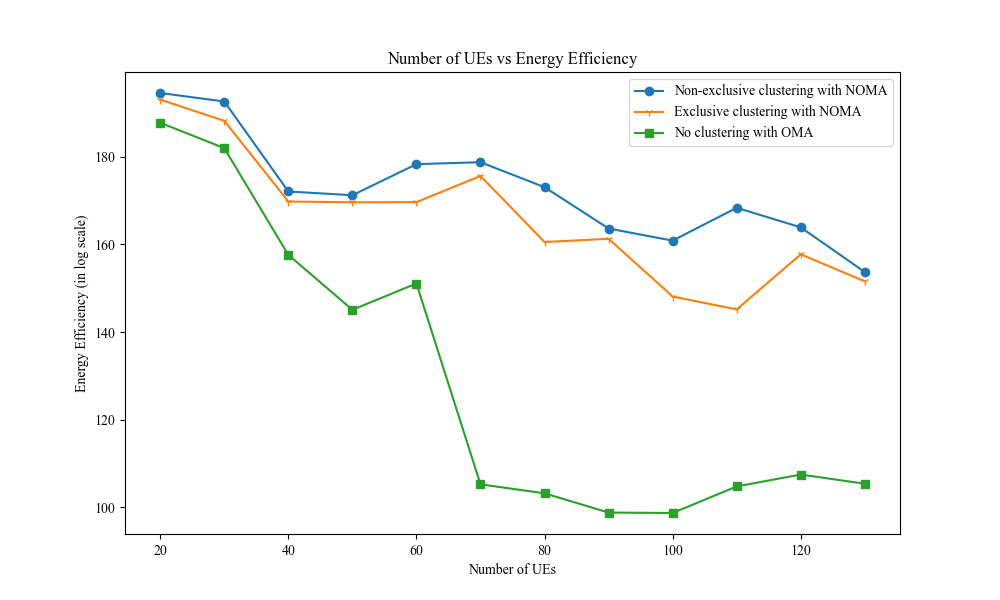 Number of UEs vs Energy Efficiency
Non-exclusive clustering with NOMA
Exclusive clustering with NOMA
No clustering with OMA
Energy Efficiency (in log scale)
180
160
140
120
100
20 40 60 80 100 120
Number of UEs